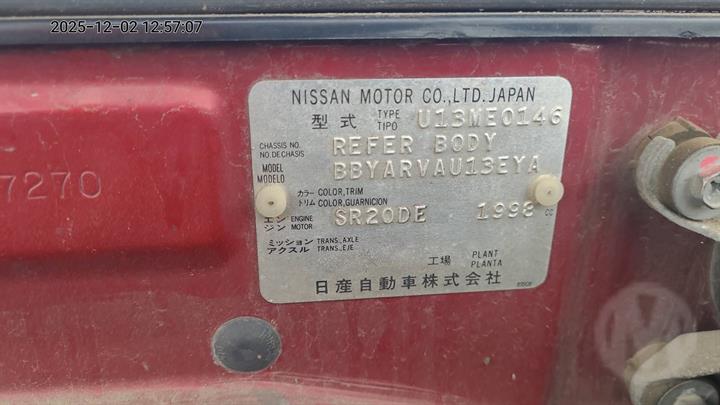 2025-12-02 12:57:07
NISSAN MOTOR CO.,LTD.JAPAN
型式 TYPE TIPO U13ME0146
CHASSIS NO. NO.DE CHASIS REFER BODY
MODEL MODELO BBYARVAU13EYA
カラー COLOR,TRIM
トリム COLOR,GUARNICION
エンジン ENGINE MOTOR SR20DE 1998 cc
ミッション TRANS.,AXLE
アクスル TRANS.,EJE
工場 PLANT PLANTA
日産自動車株式会社
7270
M